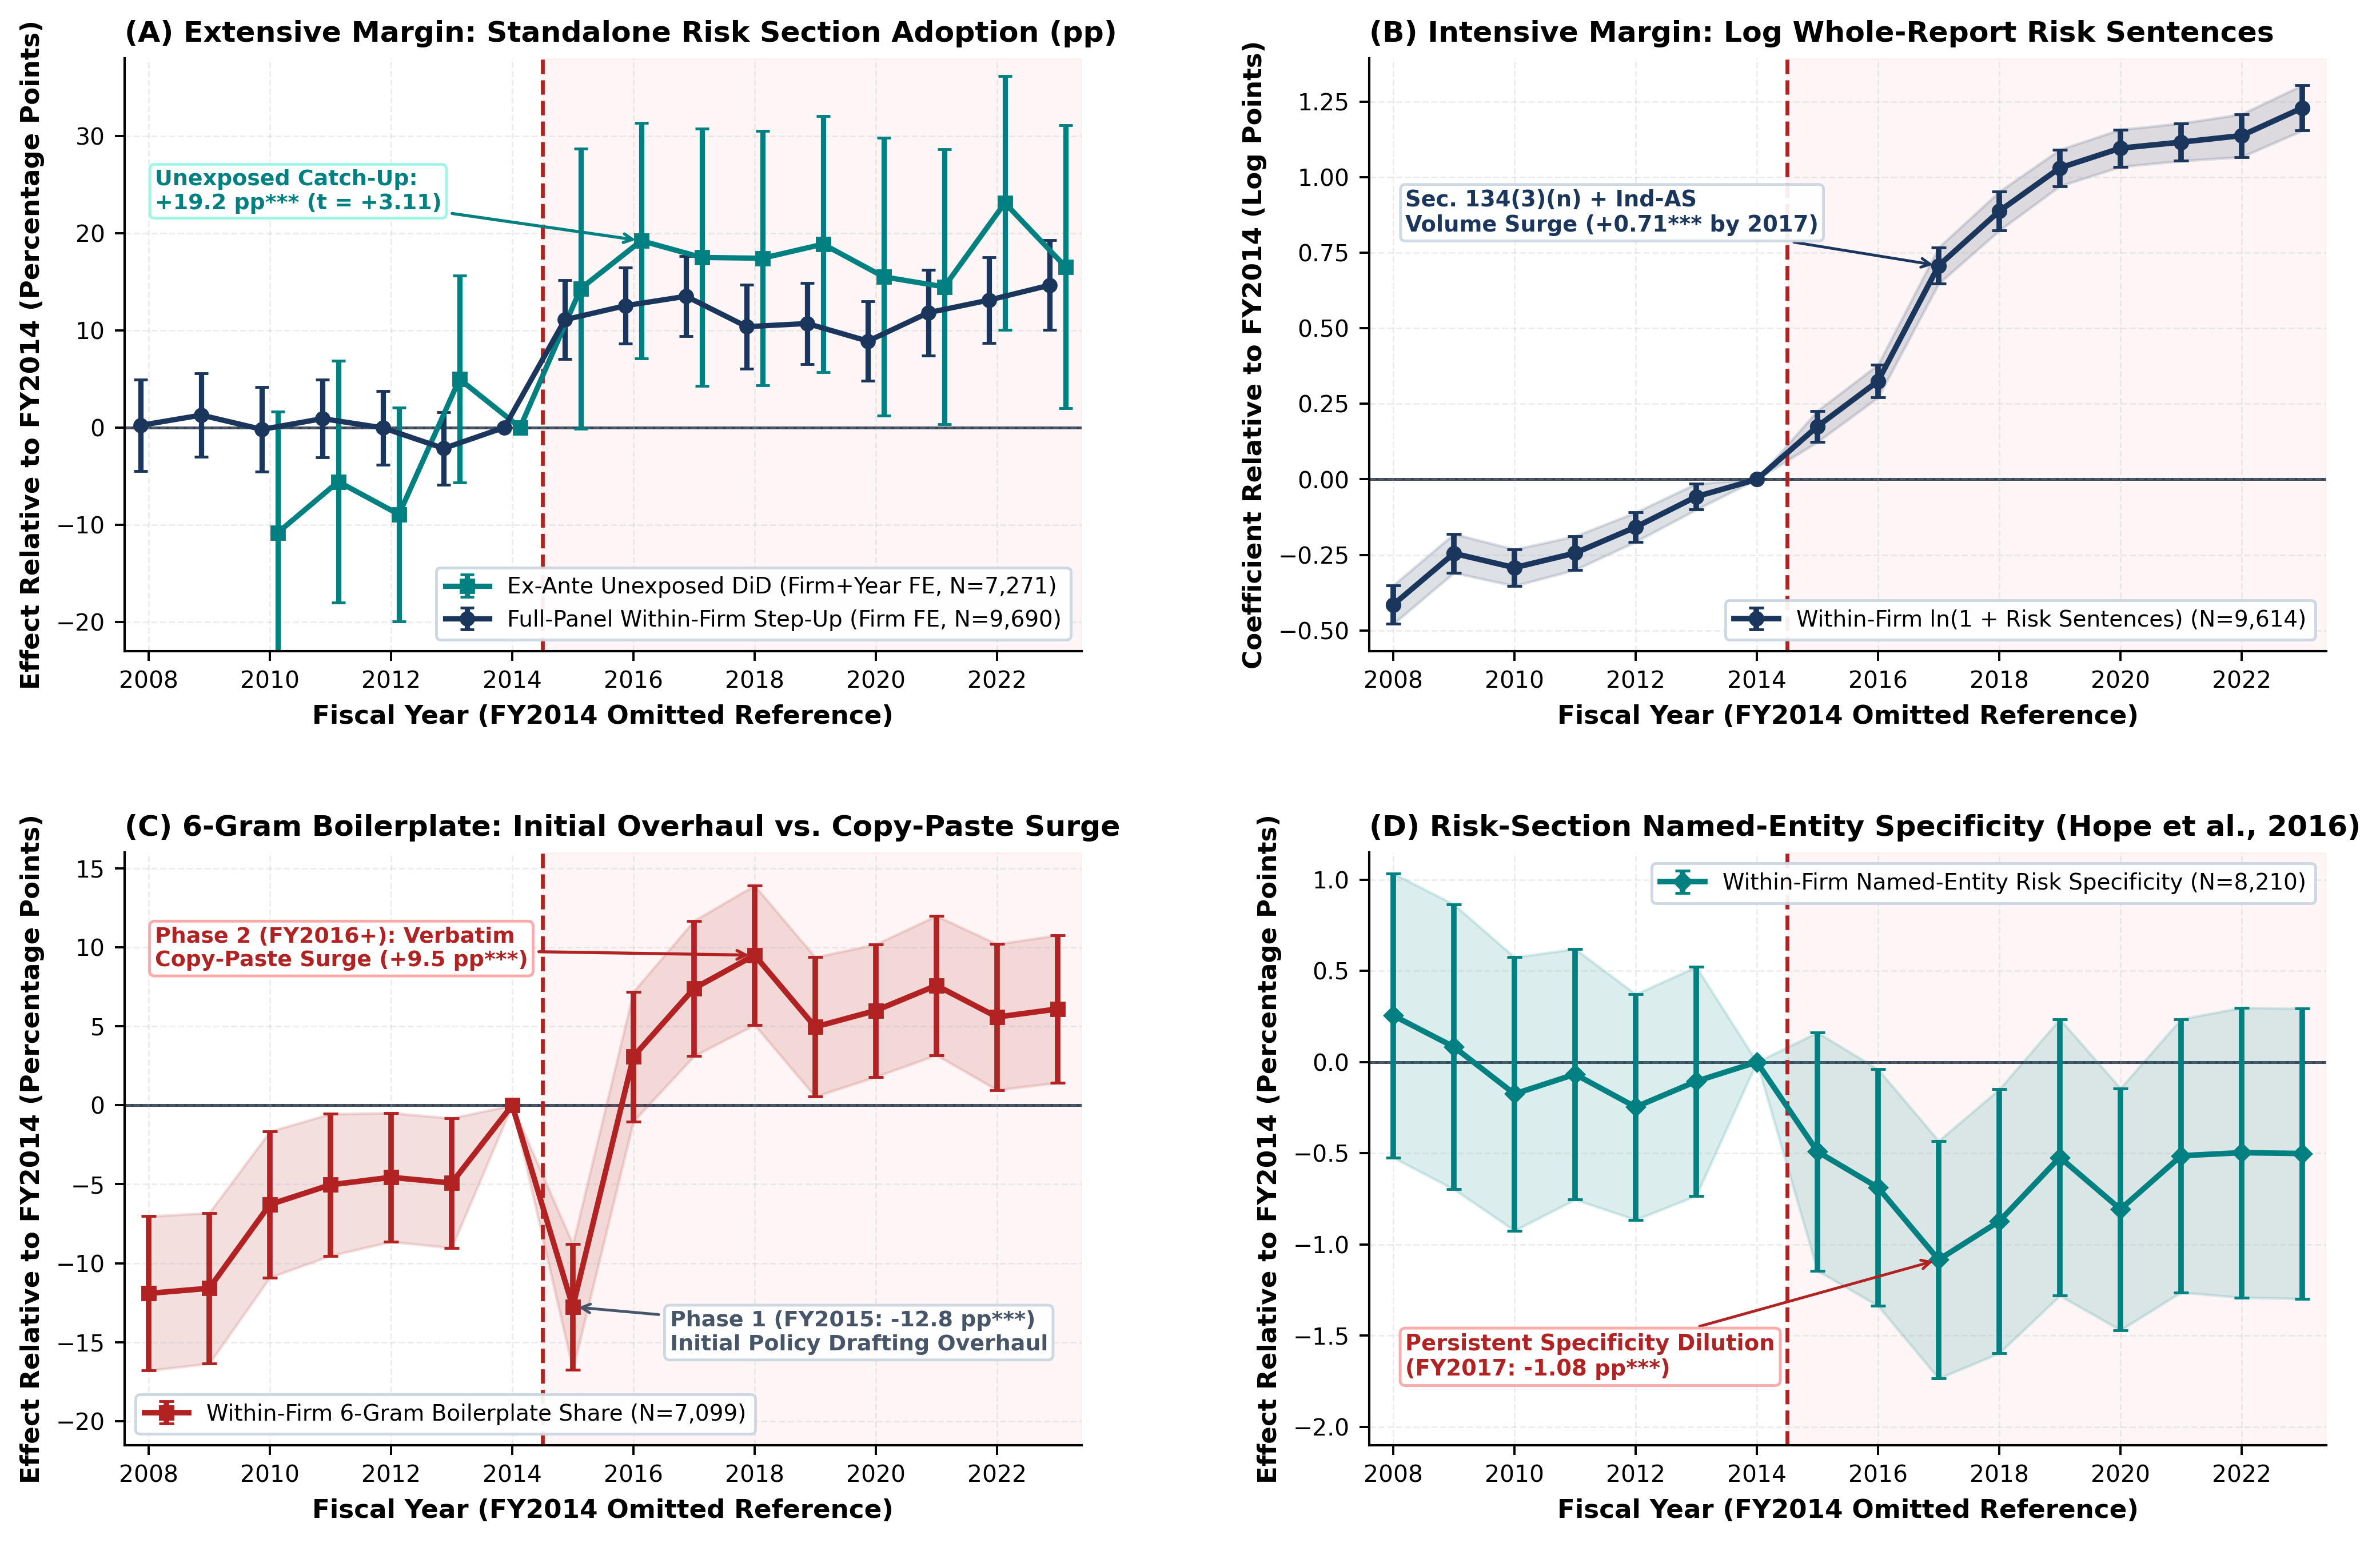 (A) Extensive Margin: Standalone Risk Section Adoption (pp)
Effect Relative to FY2014 (Percentage Points)
30
20
10
0
−10
−20
Unexposed Catch-Up:
+19.2 pp*** (t = +3.11)
Ex-Ante Unexposed DiD (Firm+Year FE, N=7,271)
Full-Panel Within-Firm Step-Up (Firm FE, N=9,690)
2008 2010 2012 2014 2016 2018 2020 2022
Fiscal Year (FY2014 Omitted Reference)
(B) Intensive Margin: Log Whole-Report Risk Sentences
Coefficient Relative to FY2014 (Log Points)
1.25
1.00
0.75
0.50
0.25
0.00
−0.25
−0.50
Sec. 134(3)(n) + Ind-AS
Volume Surge (+0.71*** by 2017)
Within-Firm ln(1 + Risk Sentences) (N=9,614)
2008 2010 2012 2014 2016 2018 2020 2022
Fiscal Year (FY2014 Omitted Reference)
(C) 6-Gram Boilerplate: Initial Overhaul vs. Copy-Paste Surge
Effect Relative to FY2014 (Percentage Points)
15
10
5
0
−5
−10
−15
−20
Phase 2 (FY2016+): Verbatim
Copy-Paste Surge (+9.5 pp***)
Phase 1 (FY2015: -12.8 pp***)
Initial Policy Drafting Overhaul
Within-Firm 6-Gram Boilerplate Share (N=7,099)
2008 2010 2012 2014 2016 2018 2020 2022
Fiscal Year (FY2014 Omitted Reference)
(D) Risk-Section Named-Entity Specificity (Hope et al., 2016)
Effect Relative to FY2014 (Percentage Points)
1.0
0.5
0.0
−0.5
−1.0
−1.5
−2.0
Within-Firm Named-Entity Risk Specificity (N=8,210)
Persistent Specificity Dilution
(FY2017: -1.08 pp***)
2008 2010 2012 2014 2016 2018 2020 2022
Fiscal Year (FY2014 Omitted Reference)